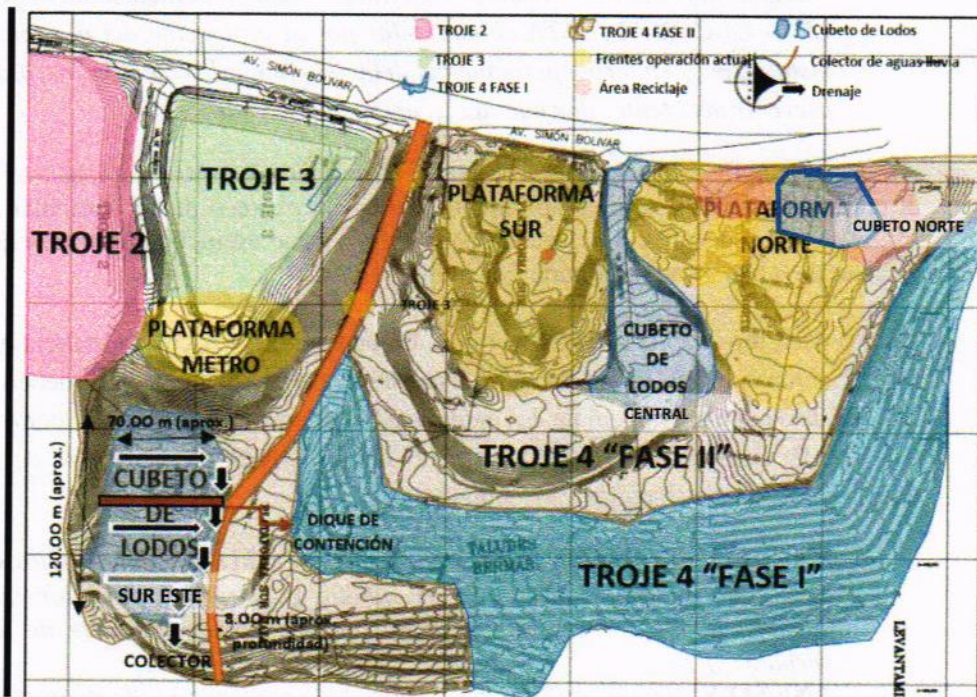 TROJE 2
TROJE 3
TROJE 4 FASE I
TROJE 4 FASE II
Frentes operación actual
Área Reciclaje
Cubeto de Lodos
Colector de aguas lluvia
Drenaje
AV. SIMÓN BOLIVAR
AV. SIMÓN BOLIVAR
TROJE 3
TROJE 2
PLATAFORMA
METRO
PLATAFORMA
SUR
PLATAFORM
NORTE
CUBETO NORTE
TROJE 3
CUBETO
DE
LODOS
CENTRAL
70.00 m (aprox.)
120.00 m (aprox.)
CUBETO
DE
LODOS
SUR ESTE
COLECTOR
8.00 m (aprox.
profundidad)
DIQUE DE
CONTENCIÓN
TROJE 4 “FASE II”
TALUDES
BERMAS
TROJE 4 “FASE I”
LEVANTAM